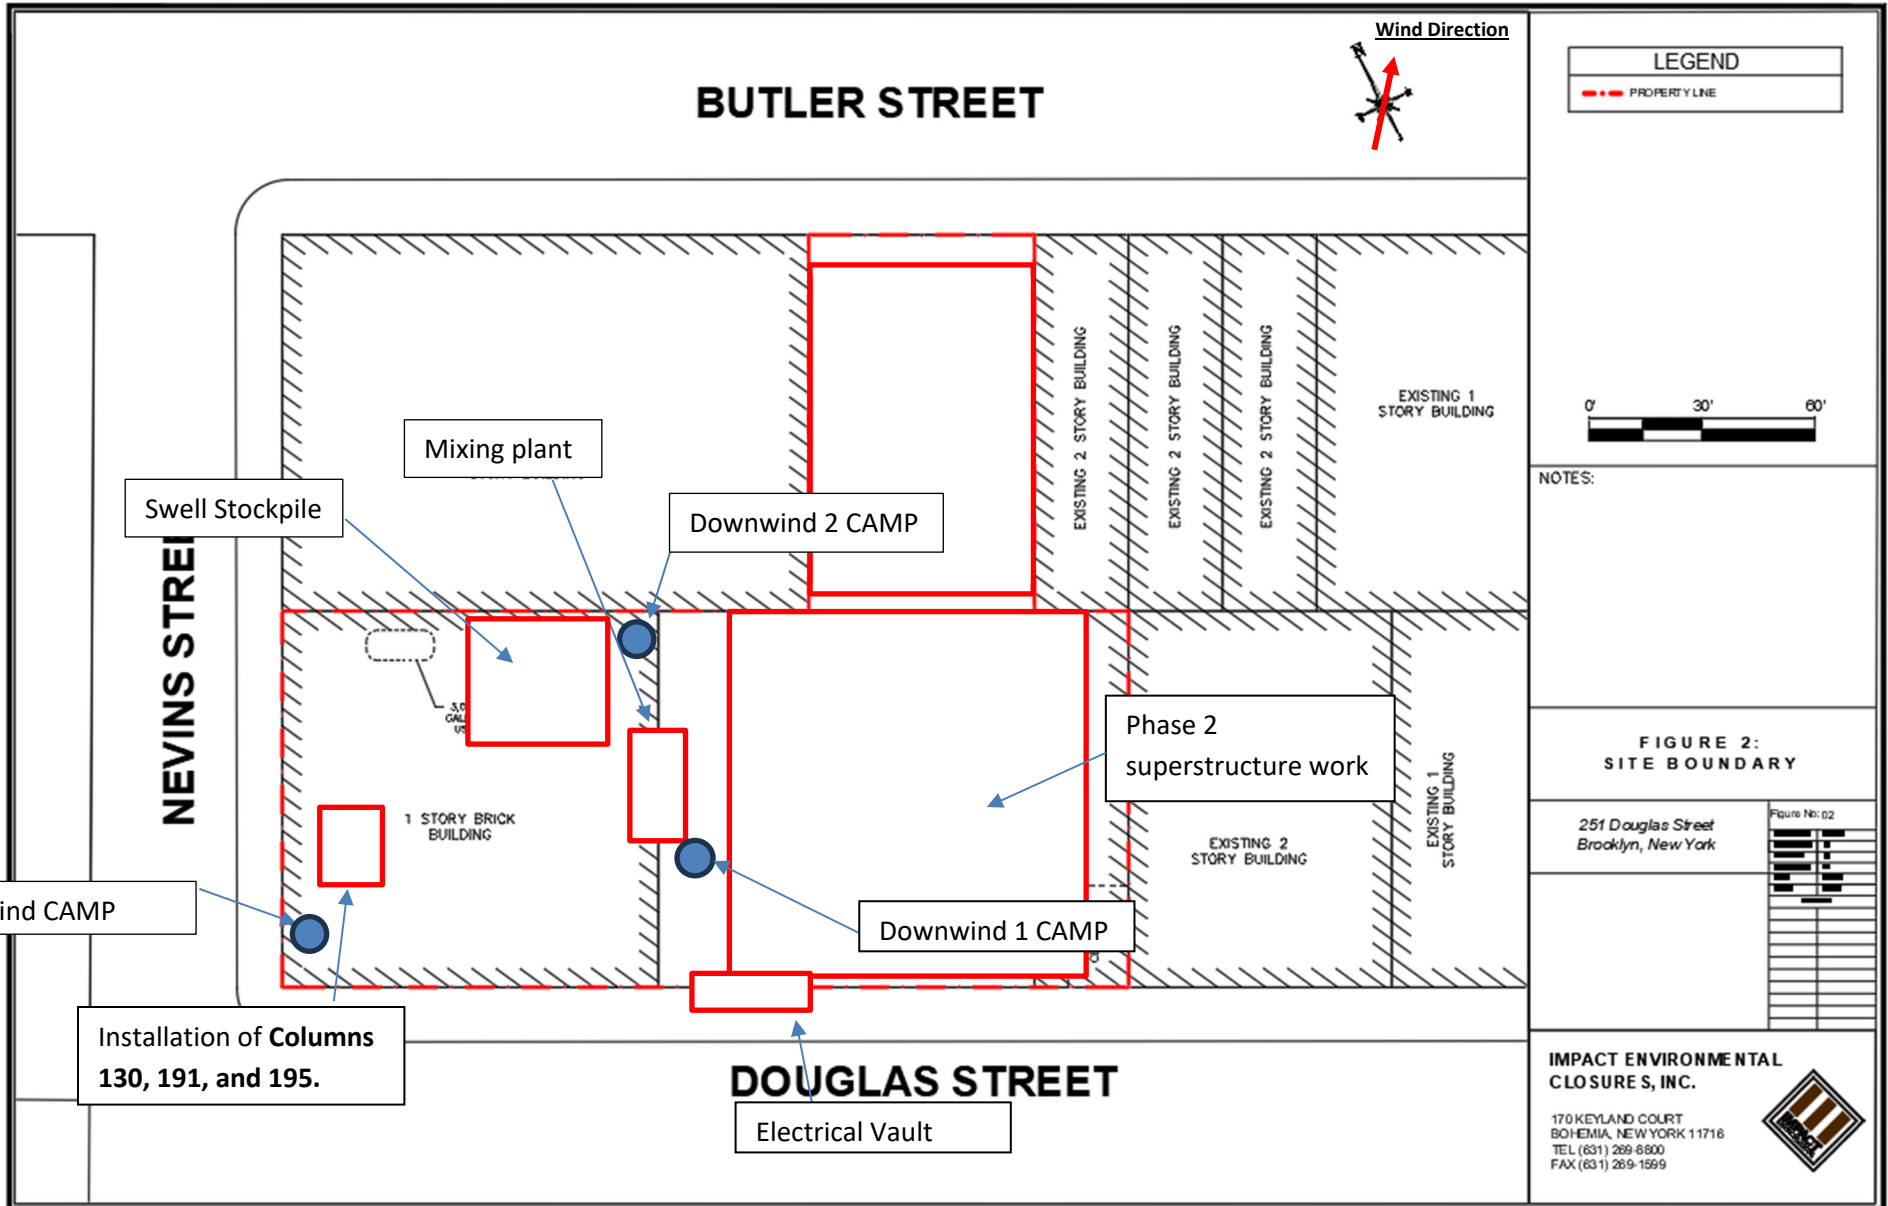 Wind Direction
N
BUTLER STREET
LEGEND
PROPERTY LINE
0' 30' 60'
NOTES:
EXISTING 2 STORY BUILDING
EXISTING 2 STORY BUILDING
EXISTING 2 STORY BUILDING
EXISTING 1
STORY BUILDING
Mixing plant
Swell Stockpile
Downwind 2 CAMP
NEVINS STREE
1 STORY BRICK
BUILDING
Phase 2
superstructure work
EXISTING 2
STORY BUILDING
EXISTING 1
STORY BUILDING
ind CAMP
Downwind 1 CAMP
Installation of Columns
130, 191, and 195.
DOUGLAS STREET
Electrical Vault
FIGURE 2:
SITE BOUNDARY
251 Douglas Street
Brooklyn, New York
Figure No: 02
IMPACT ENVIRONMENTAL
CLOSURES, INC.
170 KEYLAND COURT
BOHEMIA, NEW YORK 11716
TEL (631) 269-8800
FAX (631) 269-1599
IMPACT